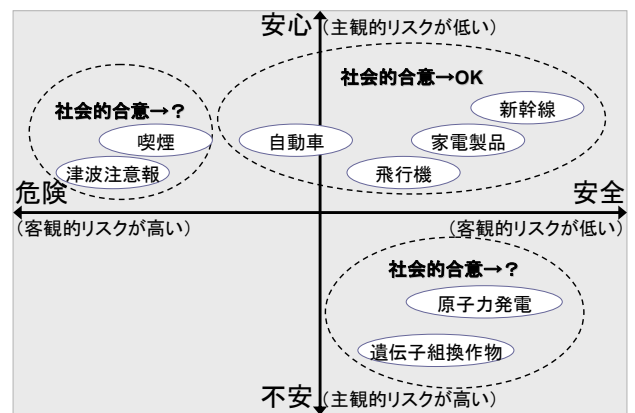 安心
(主観的リスクが低い)
社会的合意→OK
社会的合意→？
新幹線
喫煙
自動車
家電製品
津波注意報
飛行機
危険
安全
(客観的リスクが高い)
(客観的リスクが低い)
社会的合意→？
原子力発電
遺伝子組換作物
不安
(主観的リスクが高い)